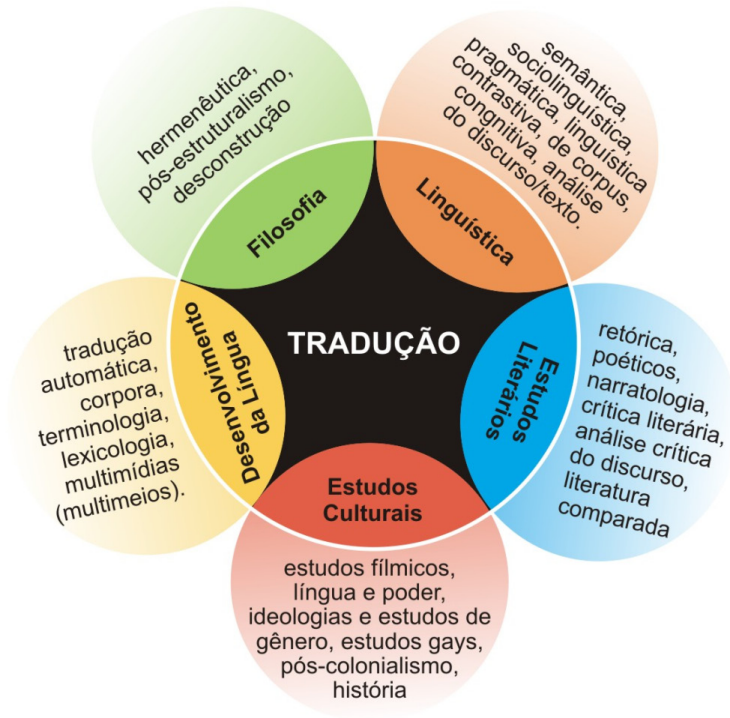 hermenêutica,
pós-estruturalismo,
desconstrução
Filosofia
semântica,
sociolinguística,
pragmática, linguística
contrastiva, de corpus,
congnitiva, análise
do discurso/texto.
Linguística
TRADUÇÃO
tradução
automática,
corpora,
terminologia,
lexicologia,
multimídias
(multimeios).
Desenvolvimento
da Língua
Estudos
Literários
retórica,
poéticos,
narratologia,
crítica literária,
análise crítica
do discurso,
literatura
comparada
Estudos
Culturais
estudos fílmicos,
língua e poder,
ideologias e estudos de
gênero, estudos gays,
pós-colonialismo,
história